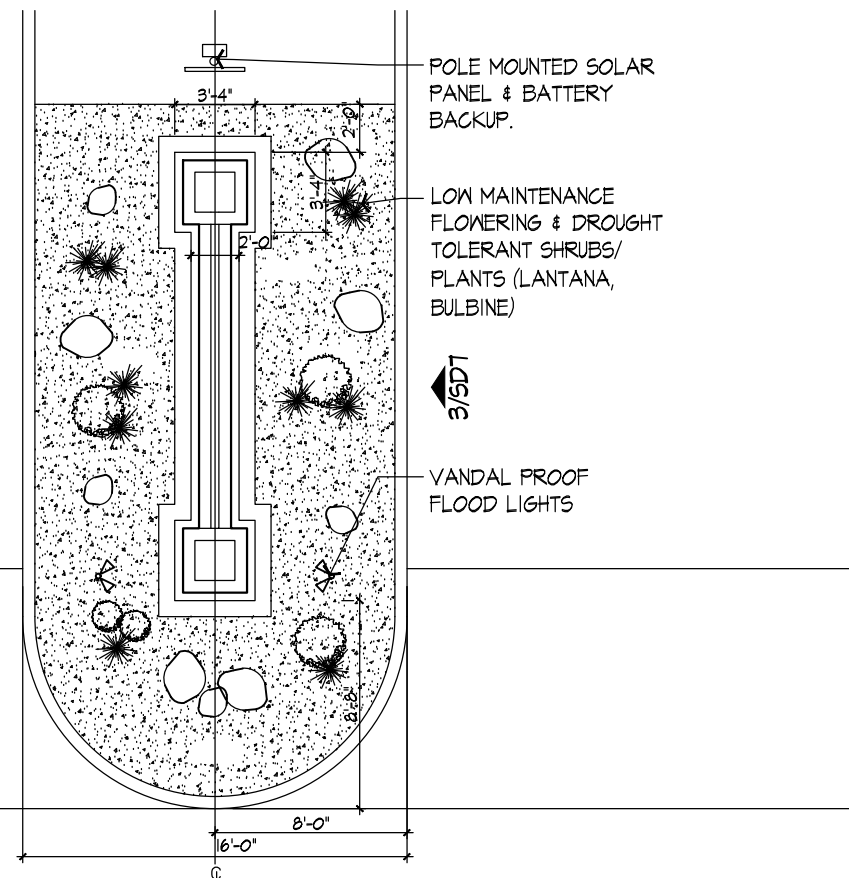 POLE MOUNTED SOLAR
PANEL & BATTERY
BACKUP.
3'-4"
2'-0"
LOW MAINTENANCE
FLOWERING & DROUGHT
TOLERANT SHRUBS/
PLANTS (LANTANA,
BULBINE)
3'-4"
2'-0"
3/SD7
VANDAL PROOF
FLOOD LIGHTS
8'-8"
8'-0"
16'-0"
℄